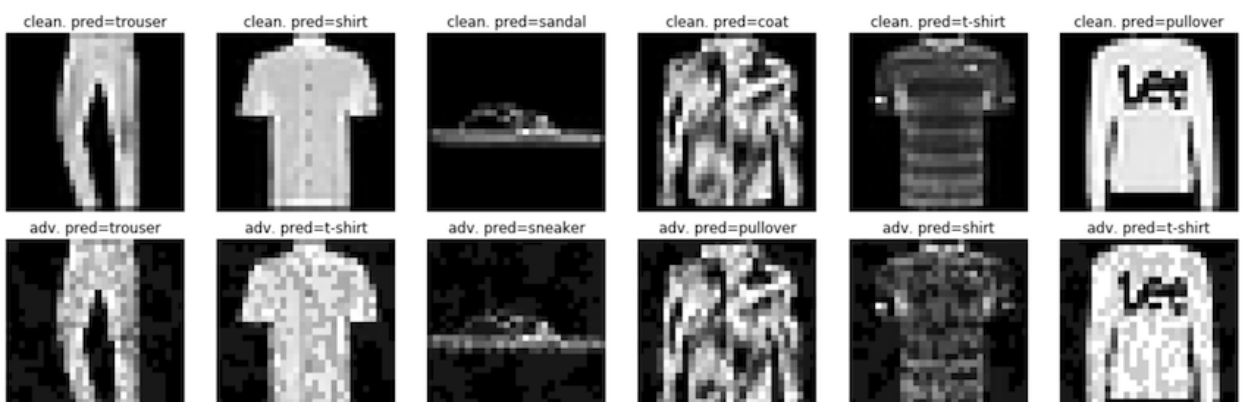 clean. pred=trouser
clean. pred=shirt
clean. pred=sandal
clean. pred=coat
clean. pred=t-shirt
clean. pred=pullover
Lee
adv. pred=trouser
adv. pred=t-shirt
adv. pred=sneaker
adv. pred=pullover
adv. pred=shirt
adv. pred=t-shirt
Lee